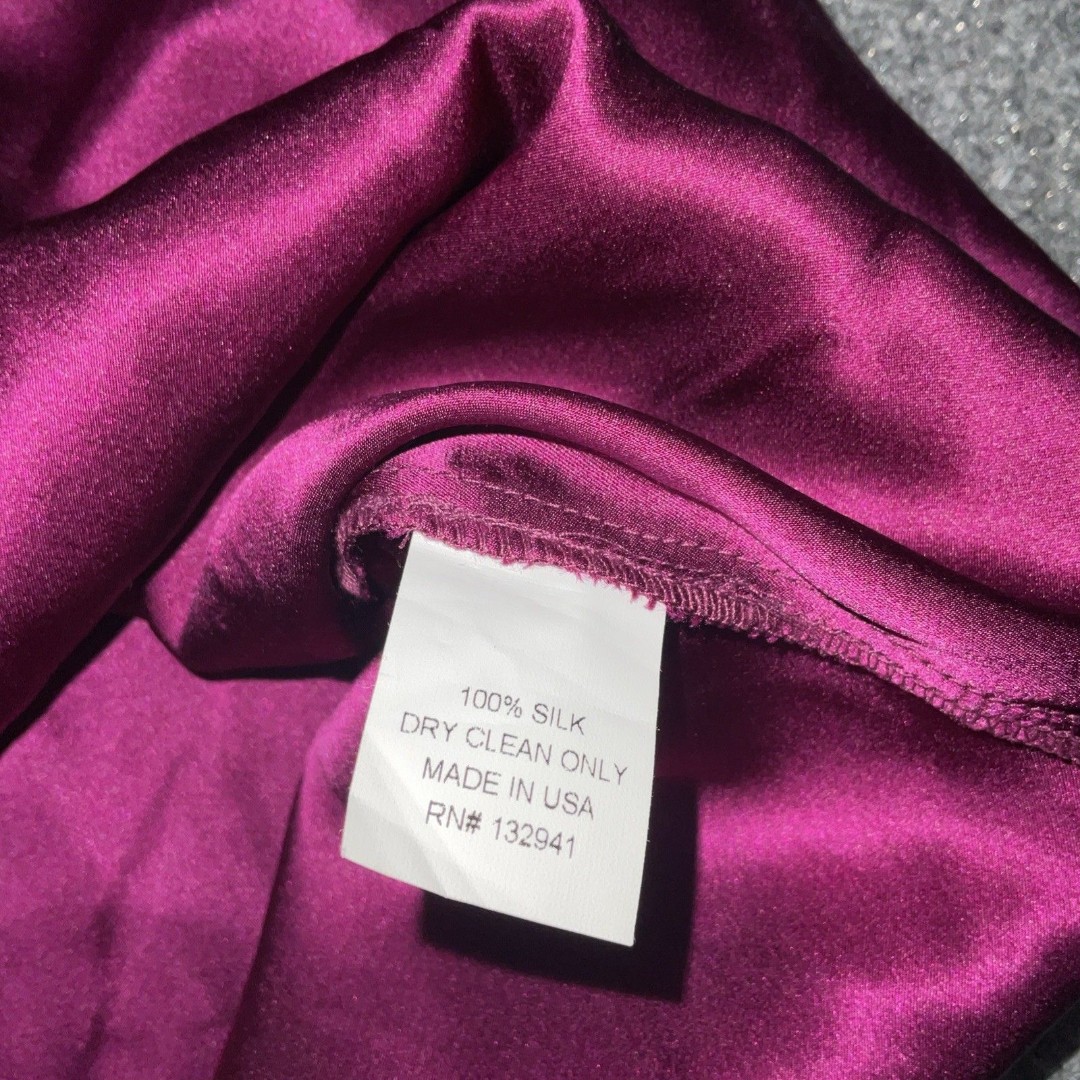 100% SILK
DRY CLEAN ONLY
MADE IN USA
RN# 132941